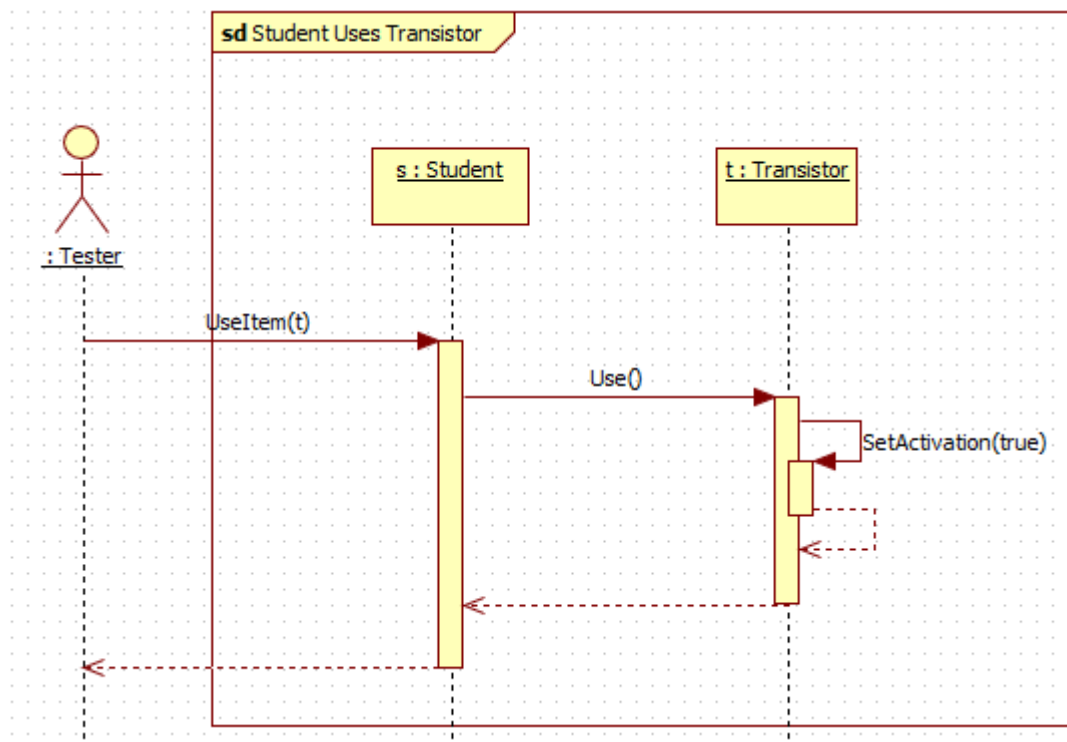 sd Student Uses Transistor
s : Student
t : Transistor
: Tester
UseItem(t)
Use()
SetActivation(true)